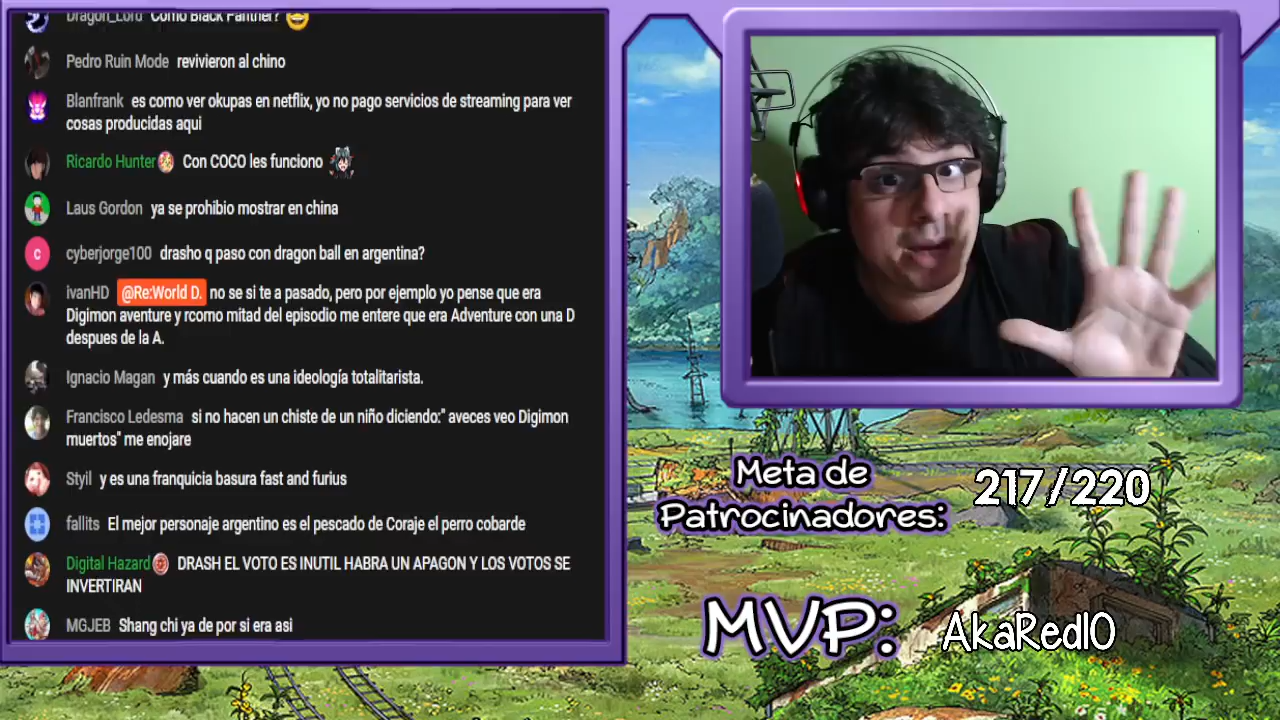 Dragon_Lord Como Black Panther?
Pedro Ruin Mode revivieron al chino
Blanfrank es como ver okupas en netflix, yo no pago servicios de streaming para ver
cosas producidas aqui
Ricardo Hunter Con COCO les funciono
Laus Gordon ya se prohibio mostrar en china
C cyberjorge100 drasho q paso con dragon ball en argentina?
ivanHD @Re:World D. no se si te a pasado, pero por ejemplo yo pense que era
Digimon aventure y rcomo mitad del episodio me entere que era Adventure con una D
despues de la A.
Ignacio Magan y más cuando es una ideología totalitarista.
Francisco Ledesma si no hacen un chiste de un niño diciendo:" aveces veo Digimon
muertos" me enojare
Styil y es una franquicia basura fast and furius
fallits El mejor personaje argentino es el pescado de Coraje el perro cobarde
Digital Hazard DRASH EL VOTO ES INUTIL HABRA UN APAGON Y LOS VOTOS SE
INVERTIRAN
MGJEB Shang chi ya de por si era asi
Meta de
Patrocinadores:
217/220
MVP:
AkaRed10